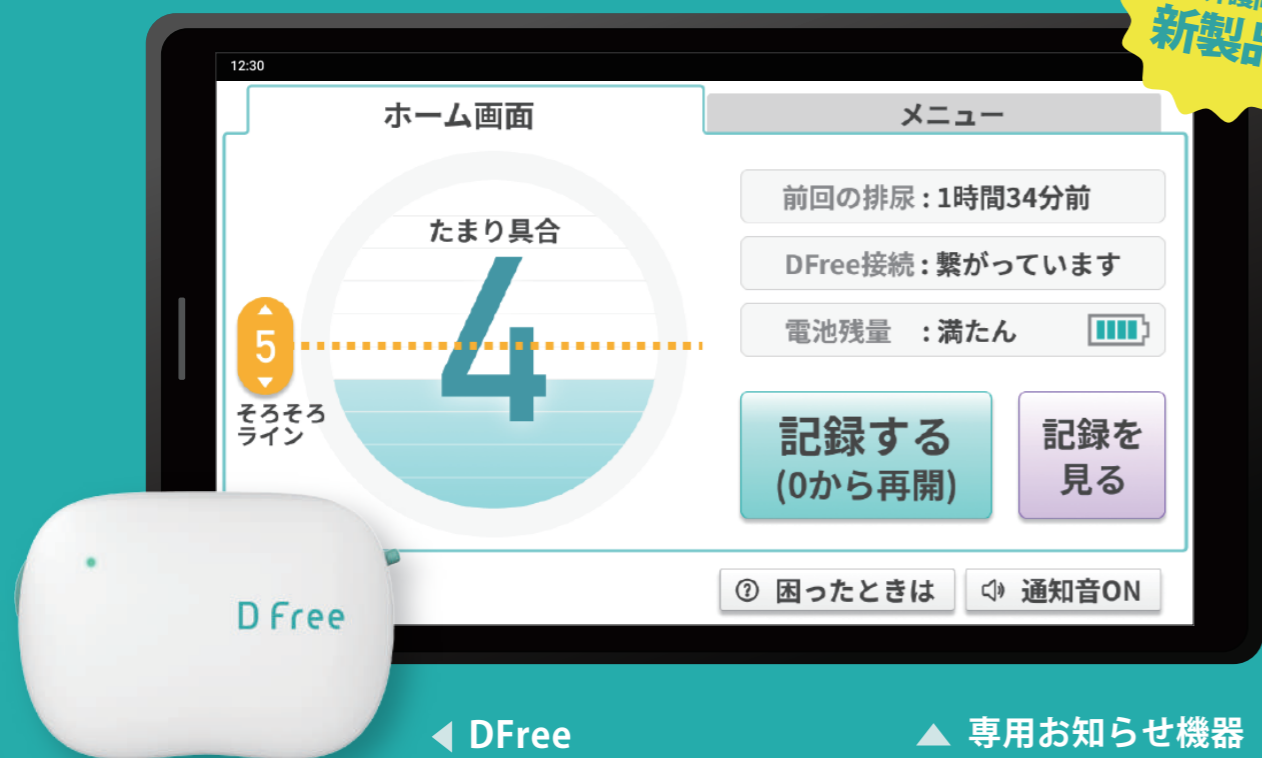 新製品
12:30
ホーム画面
メニュー
たまり具合
4
5
そろそろ
ライン
前回の排尿 : 1時間34分前
DFree接続 : 繋がっています
電池残量 : 満たん
記録する
(0から再開)
記録を
見る
? 困ったときは
通知音ON
D Free
DFree
専用お知らせ機器